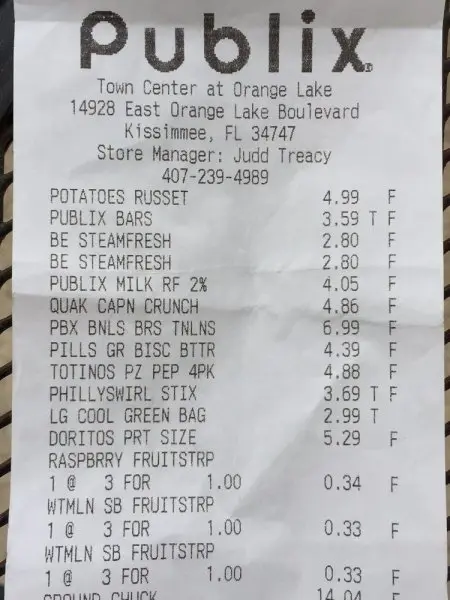 Publix
Town Center at Orange Lake
14928 East Orange Lake Boulevard
Kissimmee, FL 34747
Store Manager: Judd Treacy
407-239-4989
POTATOES RUSSET 4.99 F
PUBLIX BARS 3.59 T F
BE STEAMFRESH 2.80 F
BE STEAMFRESH 2.80 F
PUBLIX MILK RF 2% 4.05 F
QUAK CAPN CRUNCH 4.86 F
PBX BNLS BRS TNLNS 6.99 F
PILLS GR BISC BTTR 4.39 F
TOTINOS PZ PEP 4PK 4.88 F
PHILLYSWIRL STIX 3.69 T F
LG COOL GREEN BAG 2.99 T
DORITOS PRT SIZE 5.29 F
RASPBRRY FRUITSTRP
1 @ 3 FOR 1.00 0.34 F
WTMLN SB FRUITSTRP
1 @ 3 FOR 1.00 0.33 F
WTMLN SB FRUITSTRP
1 @ 3 FOR 1.00 0.33 F
GROUND CHUCK 14.04 F